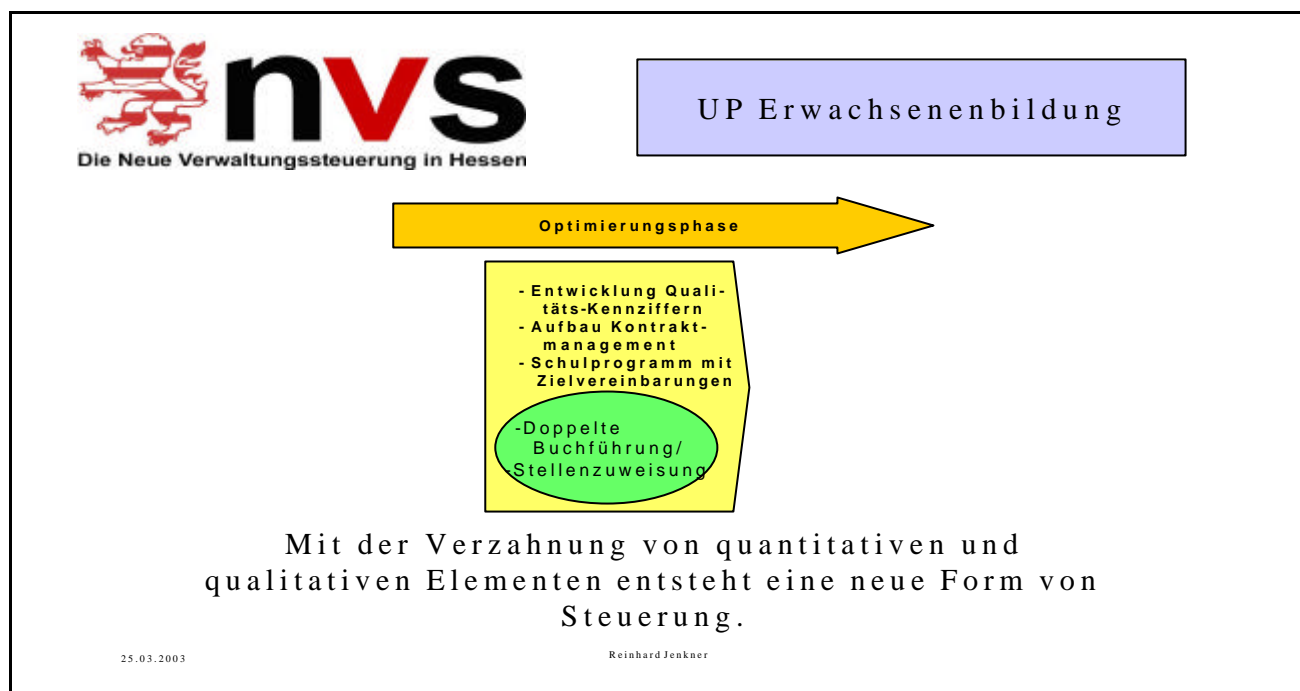 nvs
Die Neue Verwaltungssteuerung in Hessen
UP Erwachsenenbildung
Optimierungsphase
- Entwicklung Quali-
täts-Kennziffern
- Aufbau Kontrakt-
management
- Schulprogramm mit
Zielvereinbarungen
-Doppelte
Buchführung/
-Stellenzuweisung
Mit der Verzahnung von quantitativen und
qualitativen Elementen entsteht eine neue Form von
Steuerung.
25.03.2003
Reinhard Jenkner